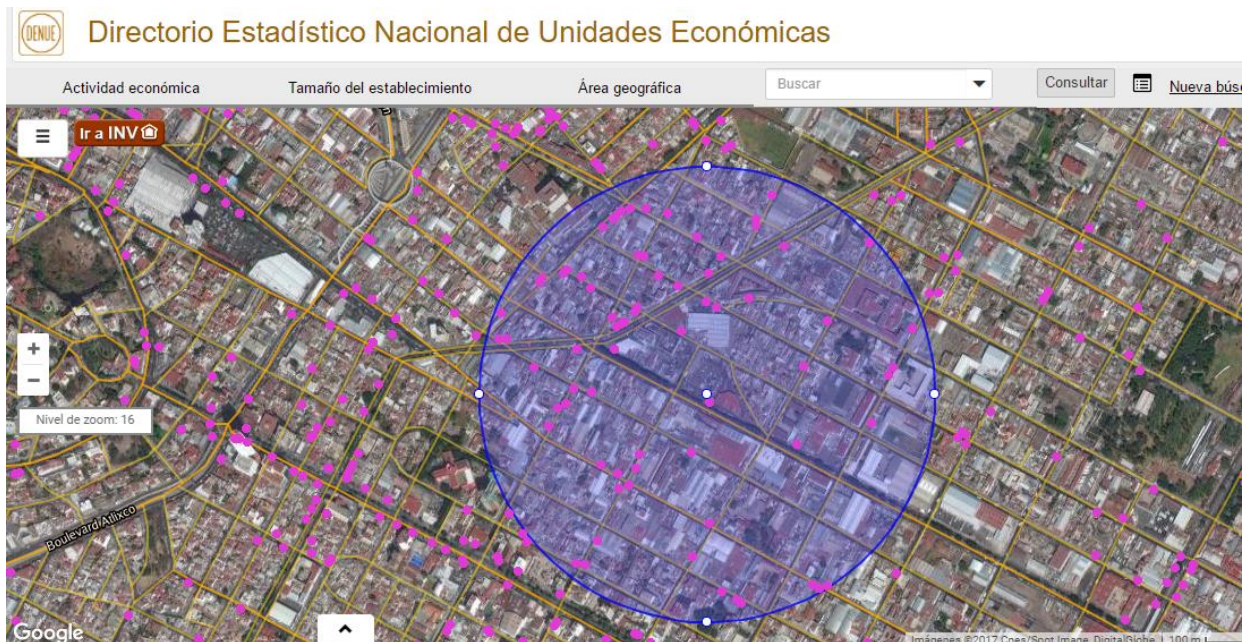 DENUE
Directorio Estadístico Nacional de Unidades Económicas
Actividad económica
Tamaño del establecimiento
Área geográfica
Buscar
Consultar
Nueva búse
Ir a INV
+
−
Nivel de zoom: 16
Boulevard Atlixco
Google
Imágenes ©2017 Cnes/Spot Image, DigitalGlobe
100 m